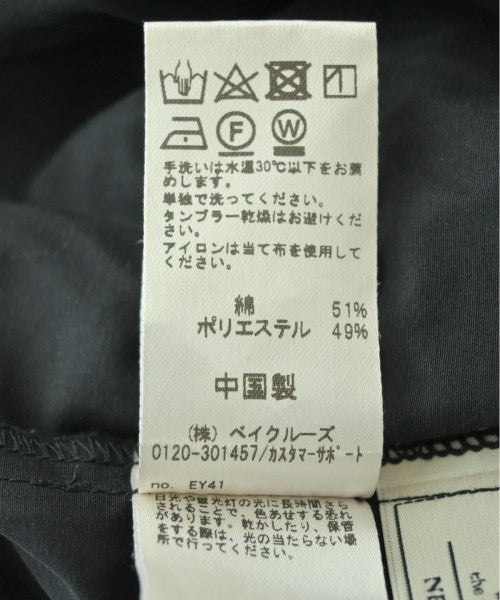 F W
手洗いは水温30℃以下をお薦
めします。
単独で洗ってください。
タンブラー乾燥はお避けくだ
さい。
アイロンは当て布を使用して
ください。
綿 51%
ポリエステル 49%
中国製
(株) ベイクルーズ
0120-301457/カスタマーサポート
no. EY41
日光や蛍光灯の光に長時間さら
されることで、色あせする恐れ
があります。乾かしたり、保管
をする際は、光の当たらない場
所で行ってください。
the